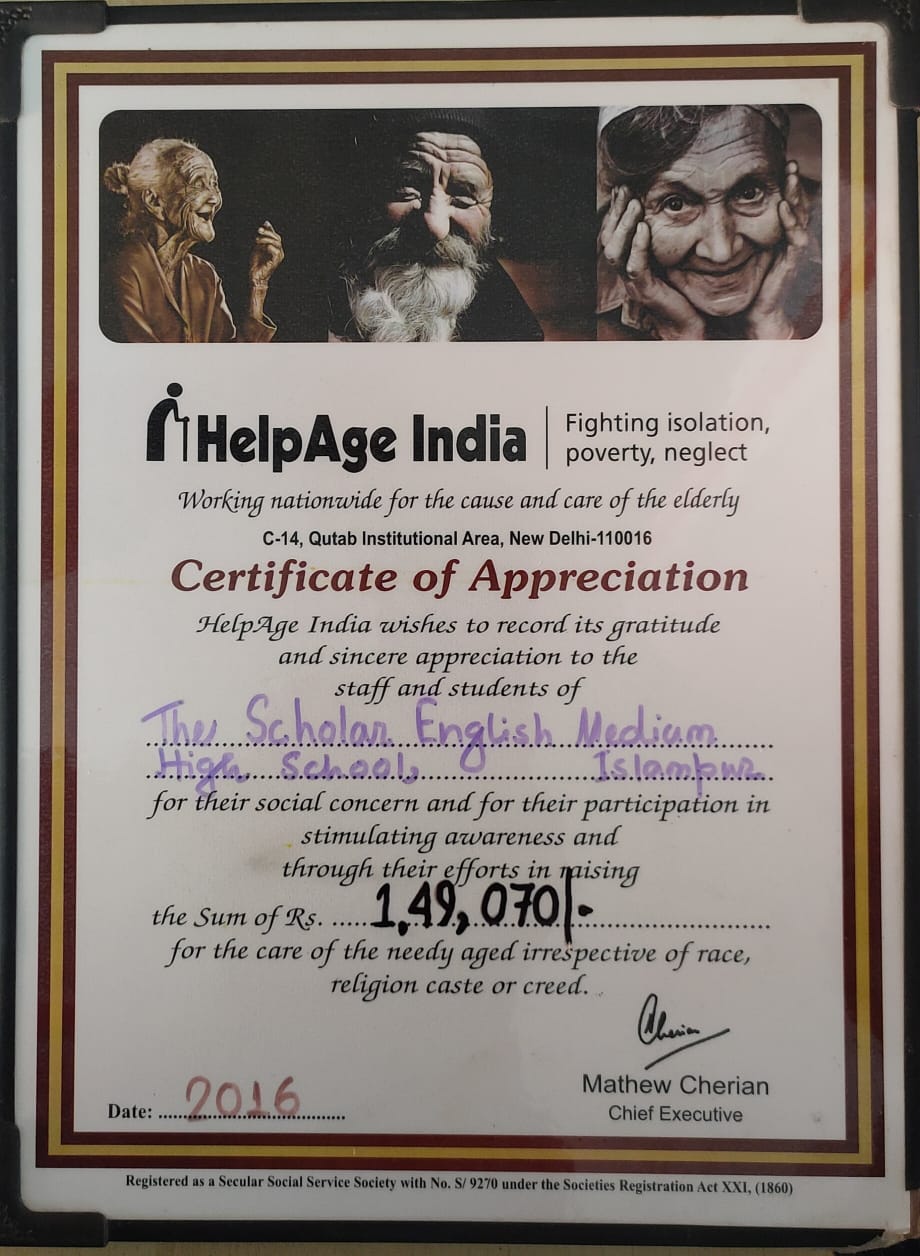 HelpAge India
Fighting isolation,
poverty, neglect
Working nationwide for the cause and care of the elderly
C-14, Qutab Institutional Area, New Delhi-110016
Certificate of Appreciation
HelpAge India wishes to record its gratitude
and sincere appreciation to the
staff and students of
The Scholar English Medium
High School, Islampur
for their social concern and for their participation in
stimulating awareness and
through their efforts in raising
the Sum of Rs. .....1,49,070/-..............................
for the care of the needy aged irrespective of race,
religion caste or creed.
Cherian
Mathew Cherian
Chief Executive
Date: ....2016..........
Registered as a Secular Social Service Society with No. S/ 9270 under the Societies Registration Act XXI, (1860)